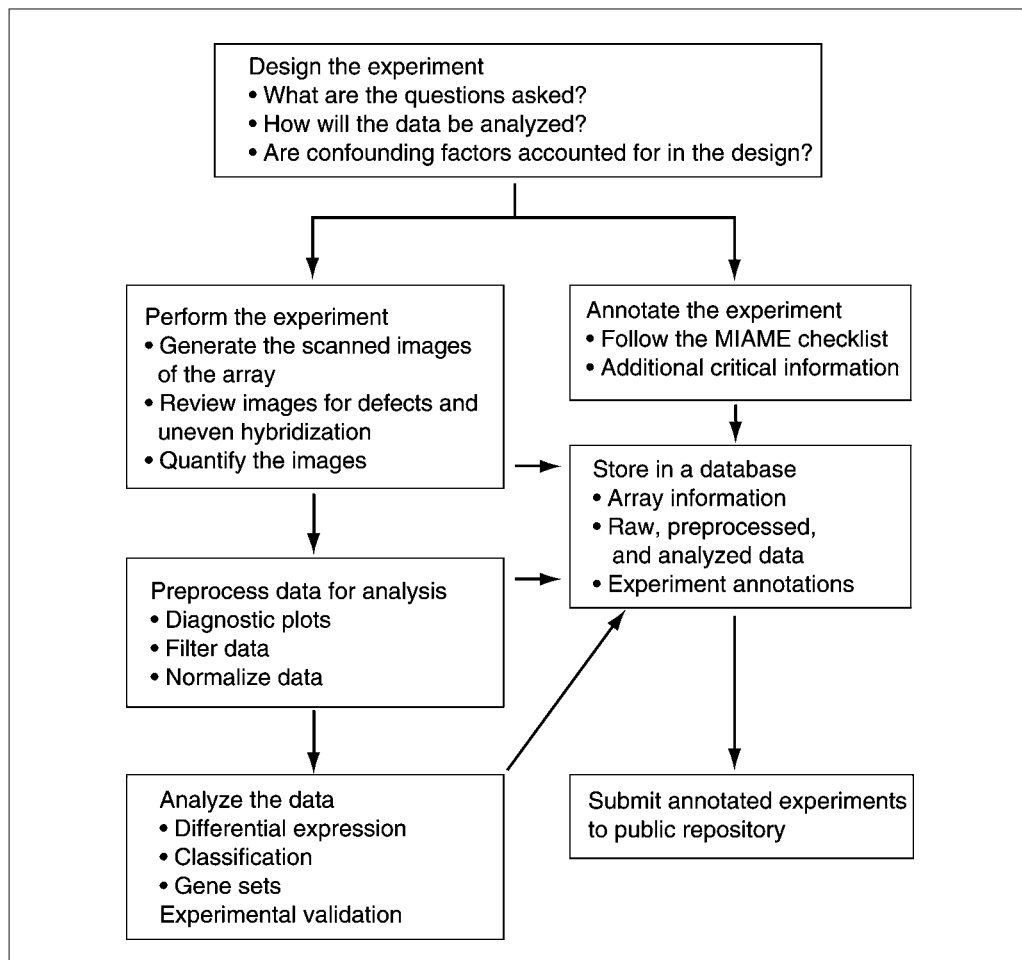 Design the experiment
• What are the questions asked?
• How will the data be analyzed?
• Are confounding factors accounted for in the design?
Perform the experiment
• Generate the scanned images
of the array
• Review images for defects and
uneven hybridization
• Quantify the images
Annotate the experiment
• Follow the MIAME checklist
• Additional critical information
Store in a database
• Array information
• Raw, preprocessed,
and analyzed data
• Experiment annotations
Preprocess data for analysis
• Diagnostic plots
• Filter data
• Normalize data
Analyze the data
• Differential expression
• Classification
• Gene sets
Experimental validation
Submit annotated experiments
to public repository